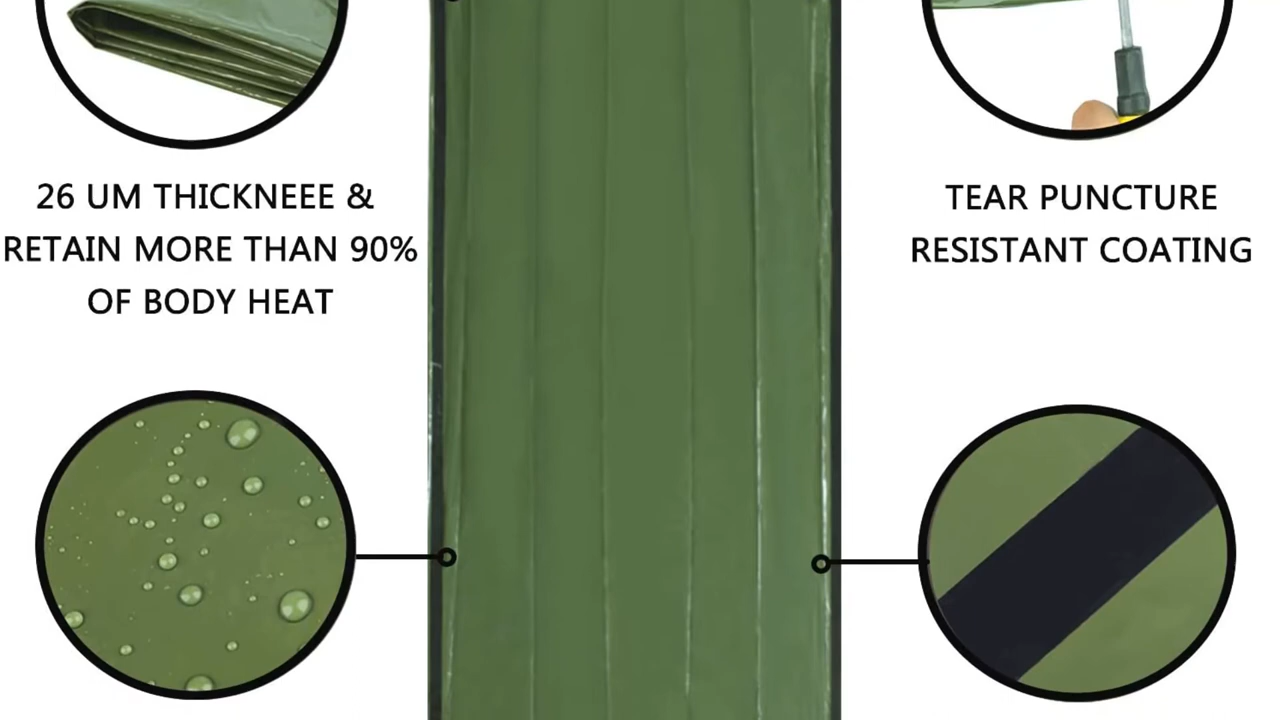 26 UM THICKNEEE &
RETAIN MORE THAN 90%
OF BODY HEAT
TEAR PUNCTURE
RESISTANT COATING